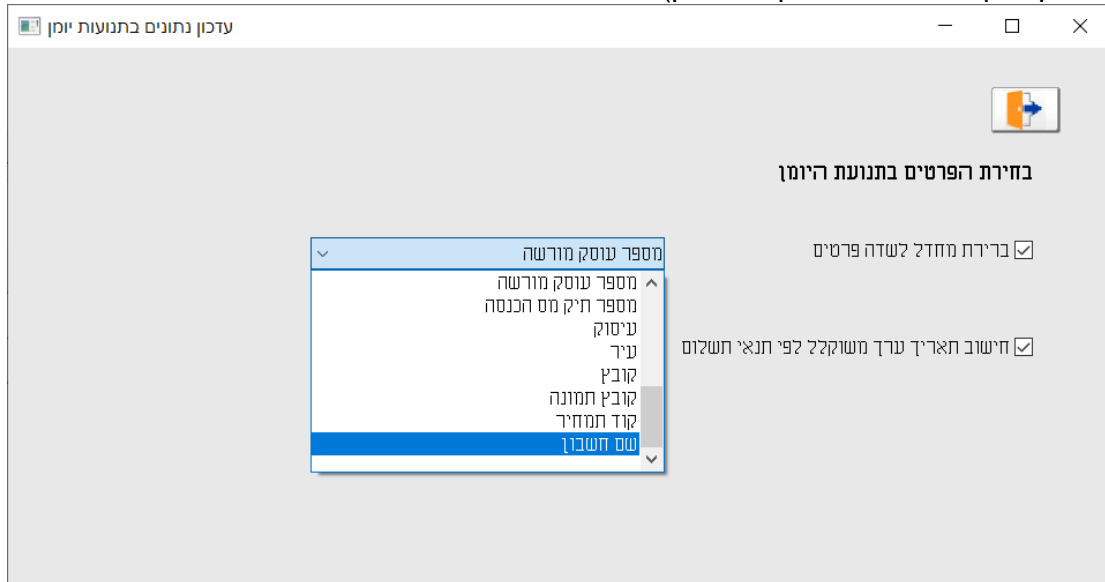 עדכון נתונים בתנועות יומן
בחירת הפרטים בתנועת היומן
ברירת מחדל לשדה פרטים
מספר עוסק מורשה
מספר עוסק מורשה
מספר תיק מס הכנסה
עיסוק
עיר
קובץ
קובץ תמונה
קוד תמחיר
שם חשבון
חישוב תאריך ערך משוקלל לפי תנאי תשלום